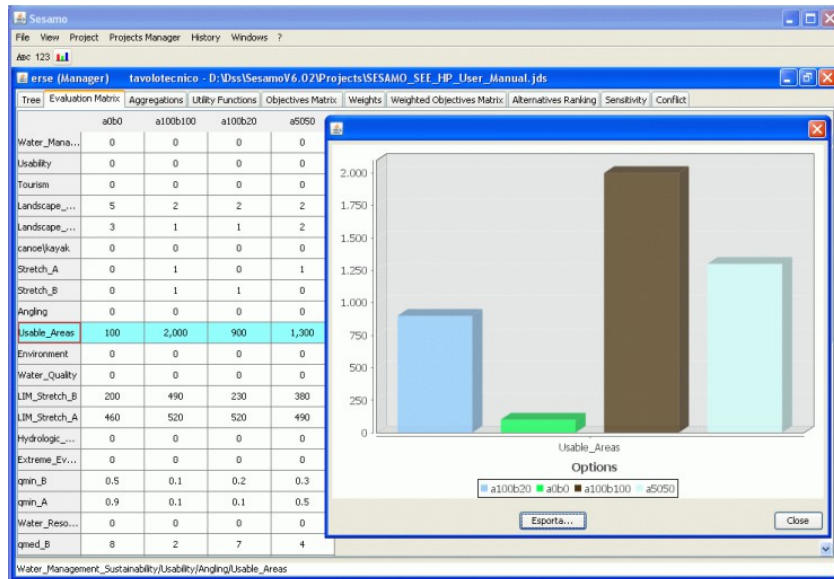 Sesamo
File View Project Projects Manager History Windows ?
Abc 123
erse (Manager) tavolotecnico - D:\Dss\SesamoV6.02\Projects\SESAMO_SEE_HP_User_Manual.jds
Tree Evaluation Matrix Aggregations Utility Functions Objectives Matrix Weights Weighted Objectives Matrix Alternatives Ranking Sensitivity Conflict
a0b0 a100b100 a100b20 a5050
Water_Mana... 0 0 0 0
Usability 0 0 0 0
Tourism 0 0 0 0
Landscape_... 5 2 2 2
Landscape_... 3 1 1 2
canoe\kayak 0 0 0 0
Stretch_A 0 1 0 1
Stretch_B 0 1 1 0
Angling 0 0 0 0
Usable_Areas 100 2,000 900 1,300
Environment 0 0 0 0
Water_Quality 0 0 0 0
LIM_Stretch_B 200 490 230 380
LIM_Stretch_A 460 520 520 490
Hydrologic_... 0 0 0 0
Extreme_Ev... 0 0 0 0
qmin_B 0.5 0.1 0.2 0.3
qmin_A 0.9 0.1 0.1 0.5
Water_Reso... 0 0 0 0
qmed_B 8 2 7 4
2.000
1.750
1.500
1.250
1.000
750
500
250
0
Usable_Areas
Options
a100b20 a0b0 a100b100 a5050
Esporta... Close
Water_Management_Sustainability/Usability/Angling/Usable_Areas